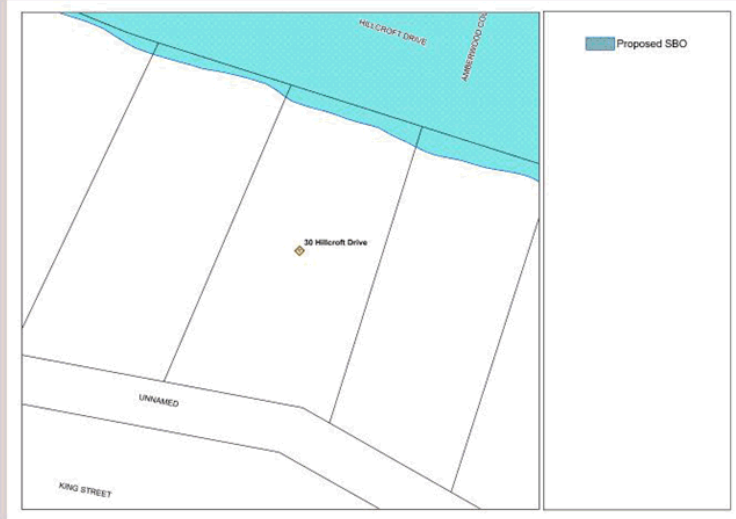 HILLCROFT DRIVE
AMBERWOOD
Proposed SBO
30 Hillcroft Drive
UNNAMED
KING STREET